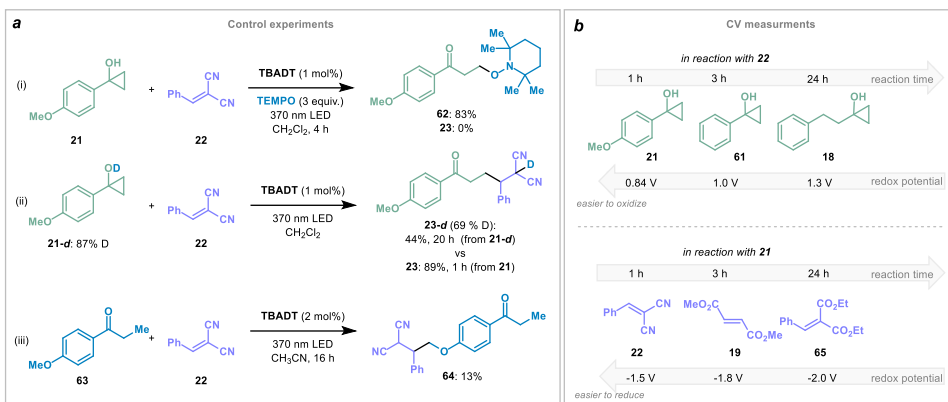 a
Control experiments
(i)
OH
MeO
21
+
Ph
CN
CN
22
TBADT (1 mol%)
TEMPO (3 equiv.)
370 nm LED
CH2Cl2, 4 h
O
MeO
O
N
Me
Me
Me
Me
62: 83%
23: 0%
(ii)
OD
MeO
21-d: 87% D
+
Ph
CN
CN
22
TBADT (1 mol%)
370 nm LED
CH2Cl2
O
MeO
CN
D
CN
Ph
23-d (69 % D):
44%, 20 h (from 21-d)
vs
23: 89%, 1 h (from 21)
(iii)
O
Me
MeO
63
+
Ph
CN
CN
22
TBADT (2 mol%)
370 nm LED
CH3CN, 16 h
CN
NC
Ph
O
O
Me
64: 13%
b
CV measurments
in reaction with 22
1 h 3 h 24 h reaction time
OH
MeO
21
OH
61
OH
18
0.84 V 1.0 V 1.3 V redox potential
easier to oxidize
in reaction with 21
1 h 3 h 24 h reaction time
Ph
CN
CN
22
MeO2C
CO2Me
19
Ph
CO2Et
CO2Et
65
-1.5 V -1.8 V -2.0 V redox potential
easier to reduce